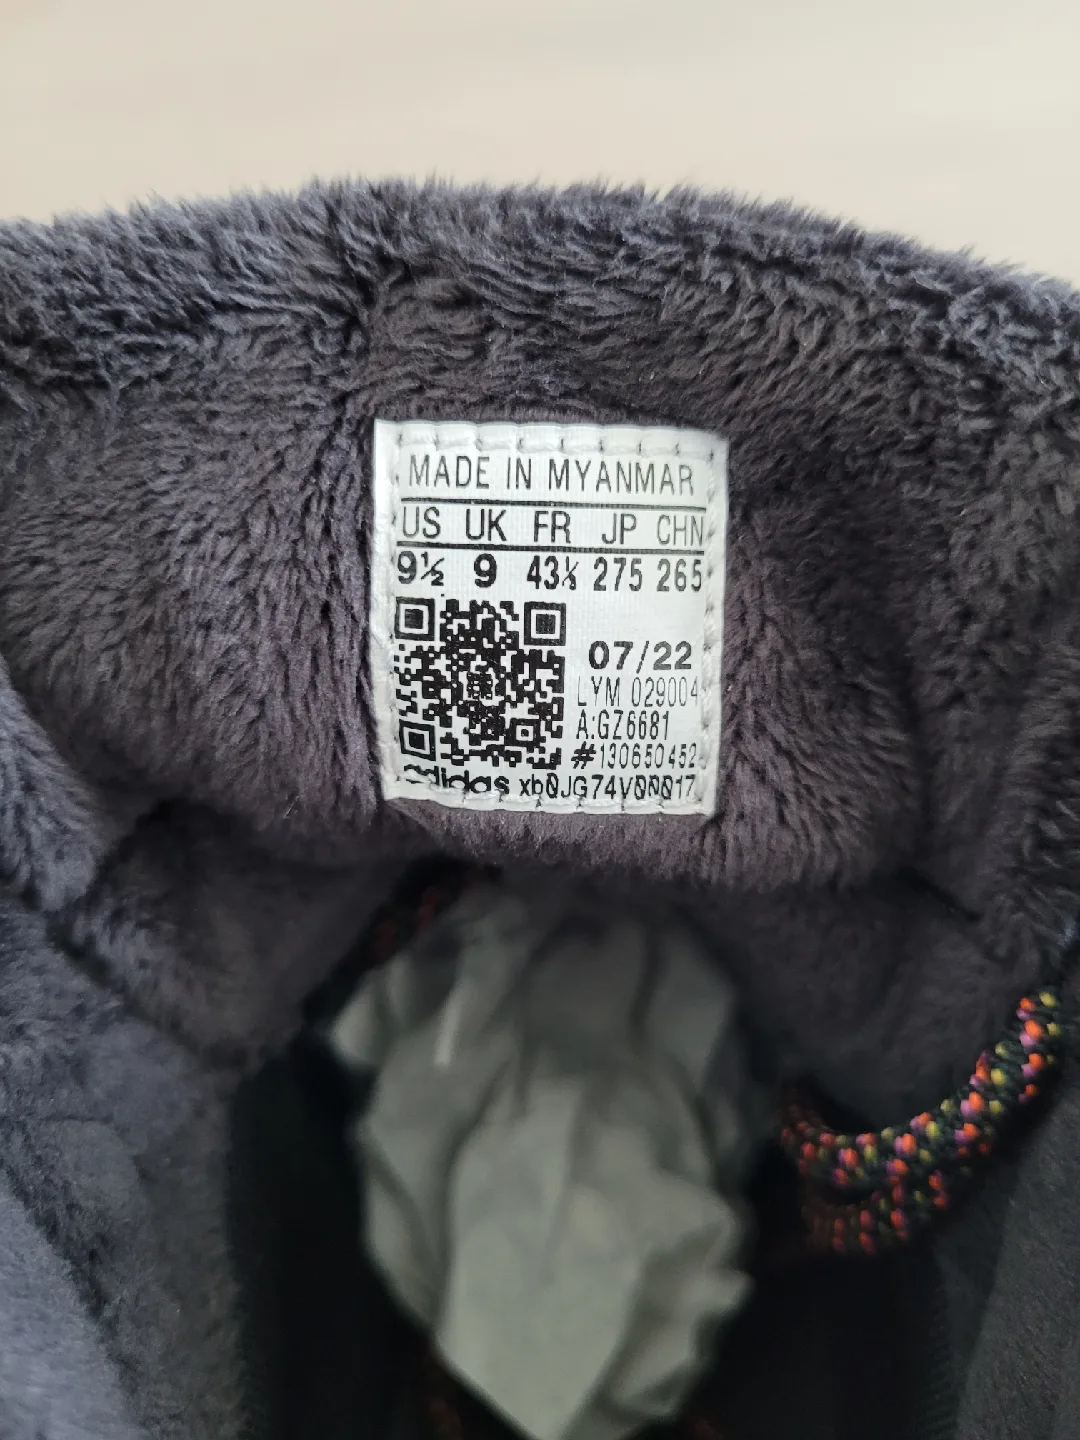 MADE IN MYANMAR
US UK FR JP CHN
9½ 9 43⅓ 275 265
07/22
LYM 029004
A:GZ6681
#130650452
adidas xb0JG74V00017